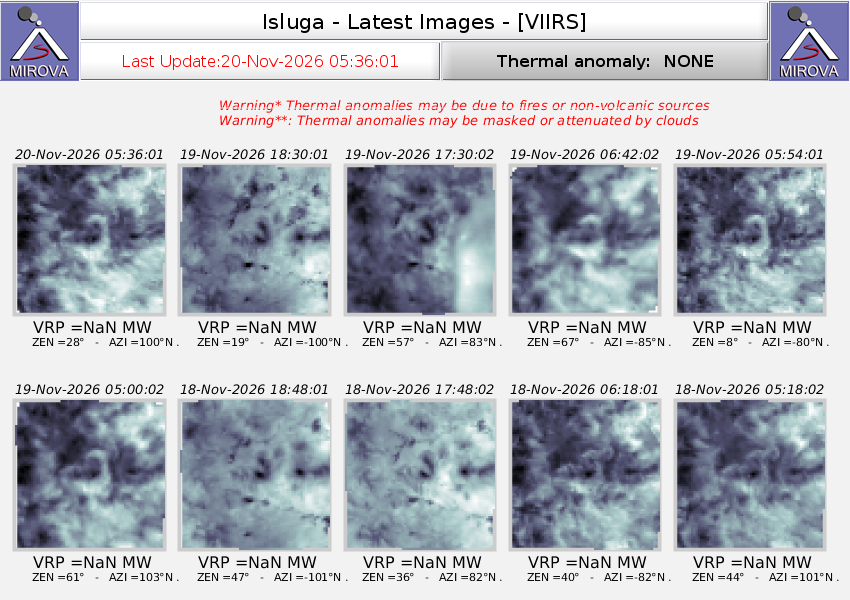 Isluga - Latest Images - [VIIRS]
MIROVA
Last Update:20-Nov-2026 05:36:01
Thermal anomaly: NONE
MIROVA
Warning* Thermal anomalies may be due to fires or non-volcanic sources
Warning**: Thermal anomalies may be masked or attenuated by clouds
20-Nov-2026 05:36:01
19-Nov-2026 18:30:01
19-Nov-2026 17:30:02
19-Nov-2026 06:42:02
19-Nov-2026 05:54:01
VRP =NaN MW
VRP =NaN MW
VRP =NaN MW
VRP =NaN MW
VRP =NaN MW
ZEN =28° - AZI =100°N .
ZEN =19° - AZI =-100°N .
ZEN =57° - AZI =83°N .
ZEN =67° - AZI =-85°N .
ZEN =8° - AZI =-80°N .
19-Nov-2026 05:00:02
18-Nov-2026 18:48:01
18-Nov-2026 17:48:02
18-Nov-2026 06:18:01
18-Nov-2026 05:18:02
VRP =NaN MW
VRP =NaN MW
VRP =NaN MW
VRP =NaN MW
VRP =NaN MW
ZEN =61° - AZI =103°N .
ZEN =47° - AZI =-101°N .
ZEN =36° - AZI =82°N .
ZEN =40° - AZI =-82°N .
ZEN =44° - AZI =101°N .